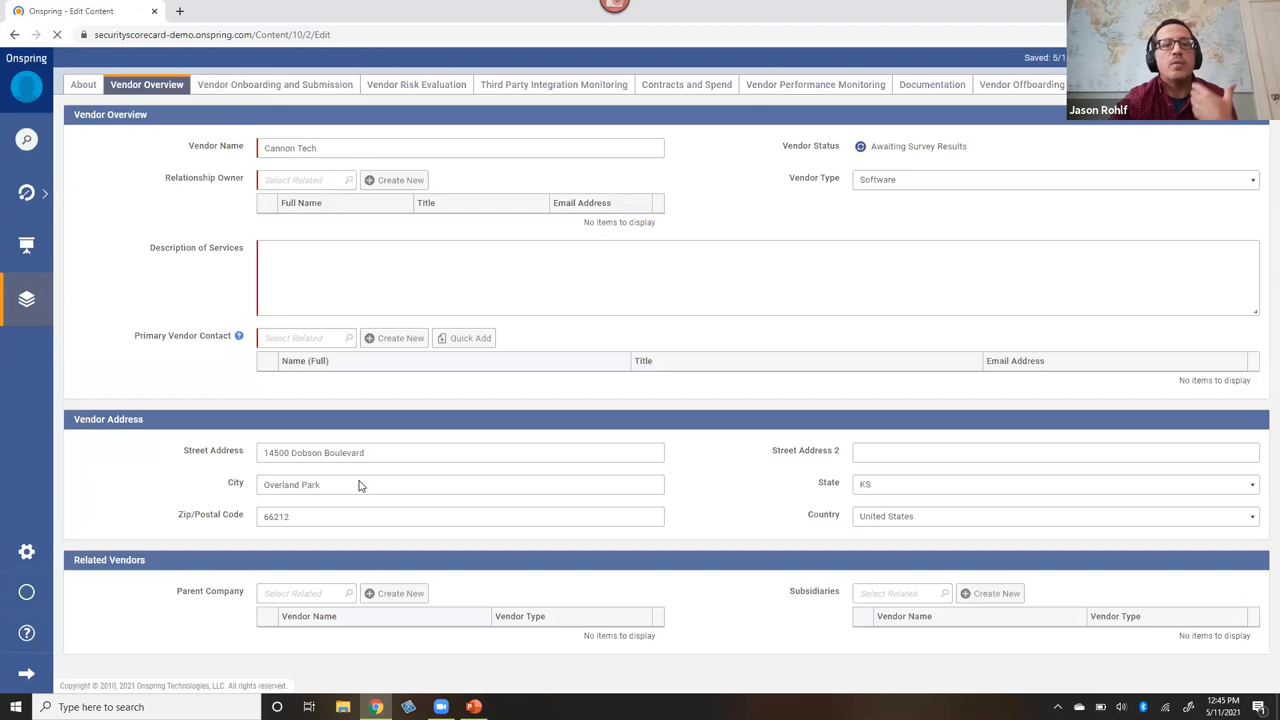 Onspring - Edit Content
securityscorecard-demo.onspring.com/Content/10/2/Edit
Onspring
Saved: 5/1
Jason Rohlf
About
Vendor Overview
Vendor Onboarding and Submission
Vendor Risk Evaluation
Third Party Integration Monitoring
Contracts and Spend
Vendor Performance Monitoring
Documentation
Vendor Offboarding
Vendor Overview
Vendor Name
Cannon Tech
Vendor Status
Awaiting Survey Results
Relationship Owner
Select Related
Create New
Vendor Type
Software
Full Name
Title
Email Address
No items to display
Description of Services
Primary Vendor Contact
Select Related
Create New
Quick Add
Name (Full)
Title
Email Address
No items to display
Vendor Address
Street Address
14500 Dobson Boulevard
Street Address 2
City
Overland Park
State
KS
Zip/Postal Code
66212
Country
United States
Related Vendors
Parent Company
Select Related
Create New
Subsidiaries
Select Related
Create New
Vendor Name
Vendor Type
Vendor Name
Vendor Type
No items to display
No items to display
Copyright © 2010, 2021 Onspring Technologies, LLC. All rights reserved.
Type here to search
12:45 PM
5/11/2021
1